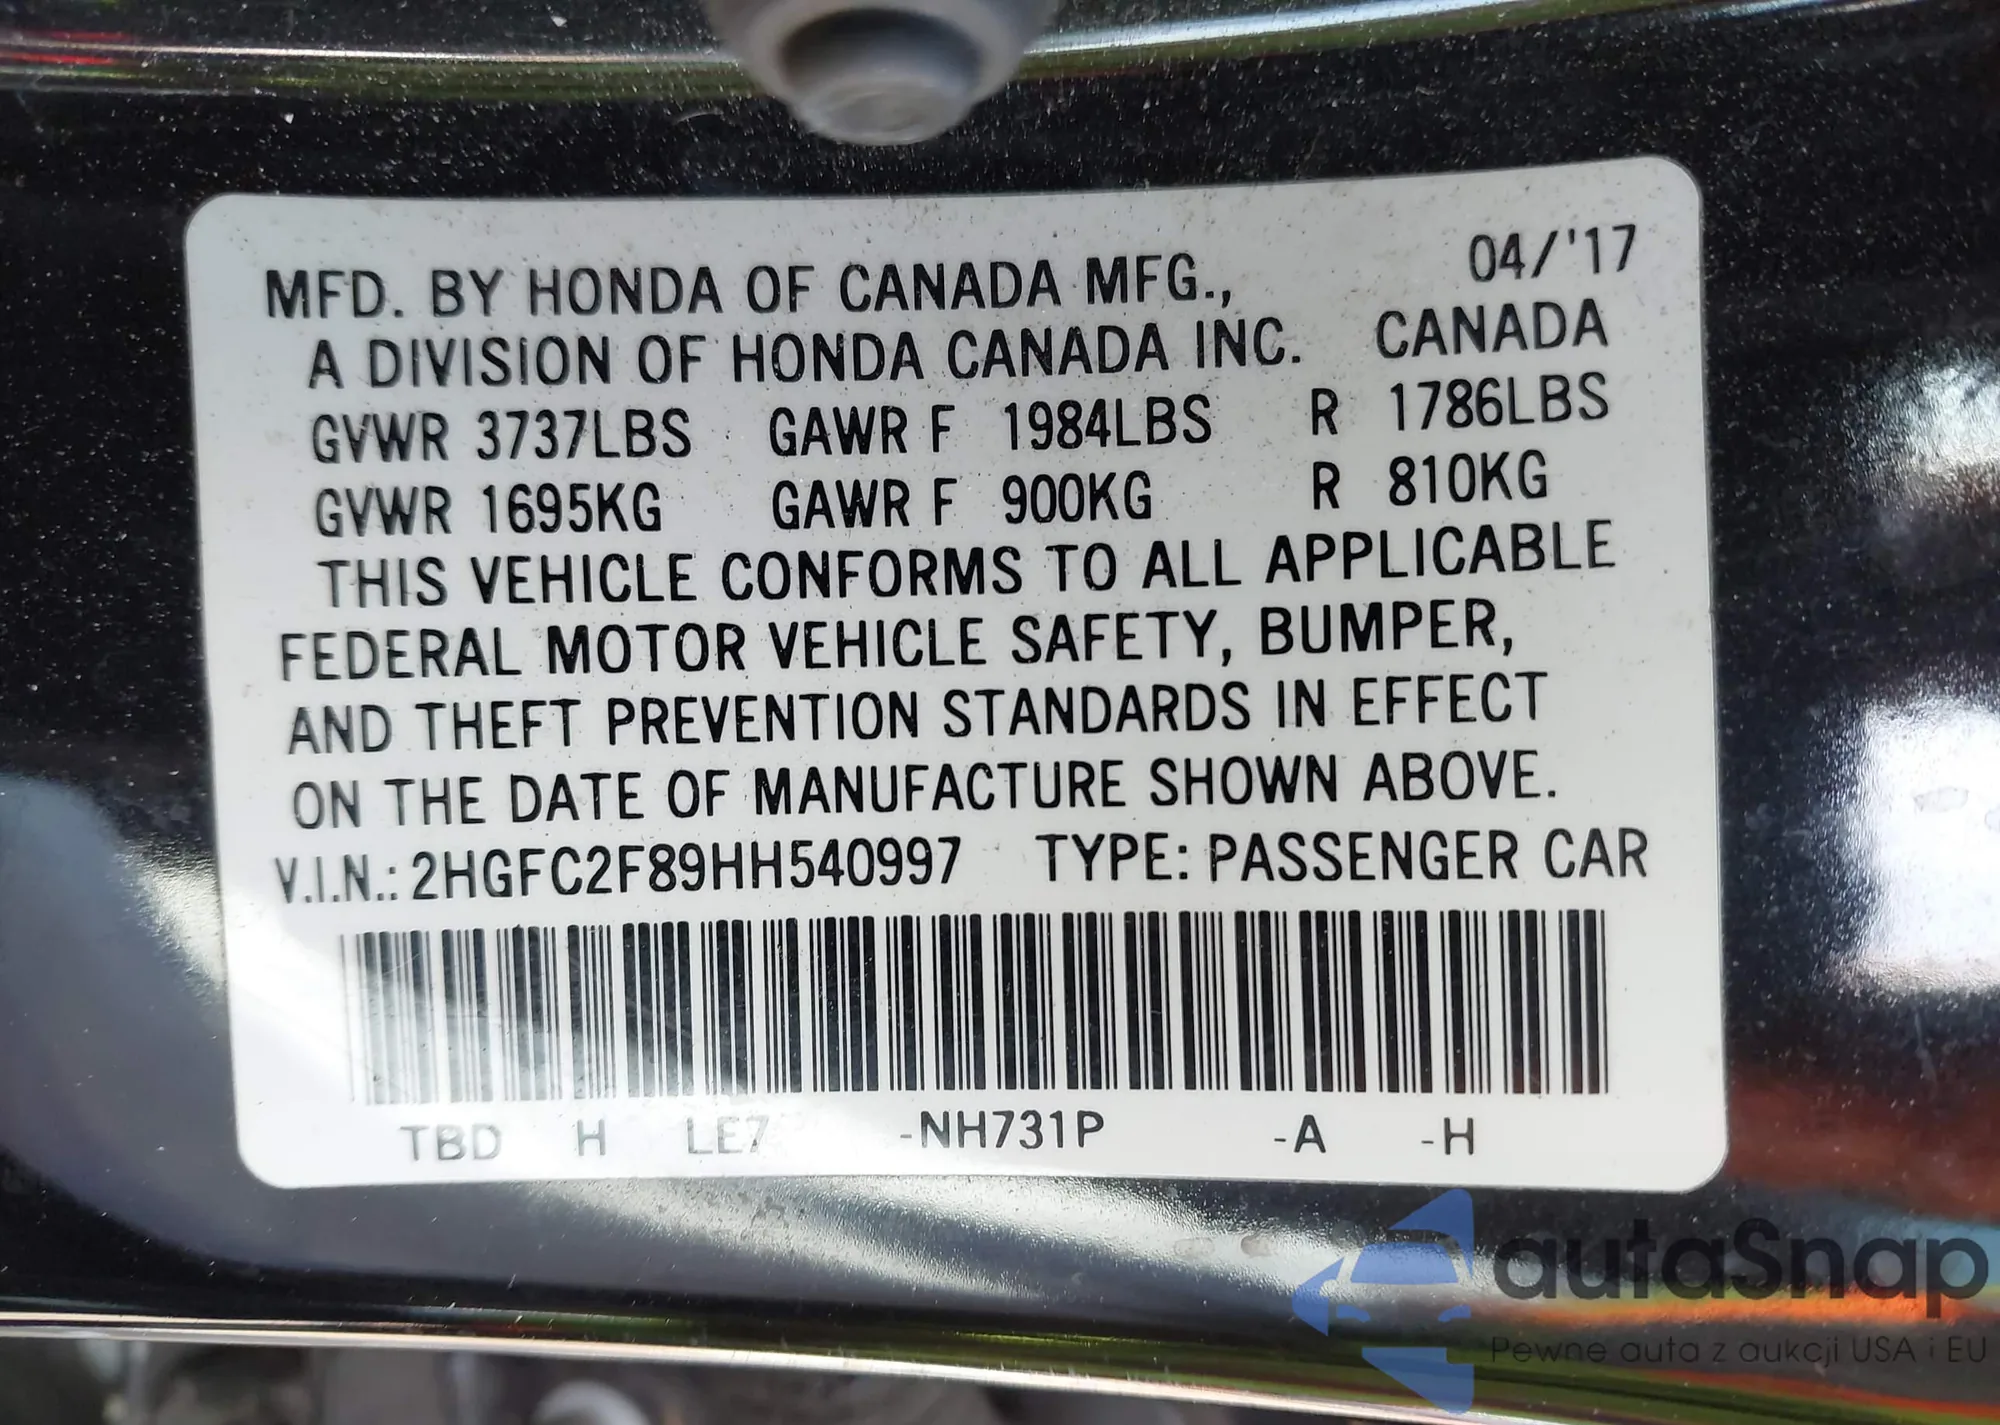 04/'17
MFD. BY HONDA OF CANADA MFG.,
A DIVISION OF HONDA CANADA INC. CANADA
GVWR 3737LBS GAWR F 1984LBS R 1786LBS
GVWR 1695KG GAWR F 900KG R 810KG
THIS VEHICLE CONFORMS TO ALL APPLICABLE
FEDERAL MOTOR VEHICLE SAFETY, BUMPER,
AND THEFT PREVENTION STANDARDS IN EFFECT
ON THE DATE OF MANUFACTURE SHOWN ABOVE.
V.I.N.: 2HGFC2F89HH540997 TYPE: PASSENGER CAR
TBD H LE7 -NH731P -A -H
autaSnap
Pewne auta z aukcji USA i EU